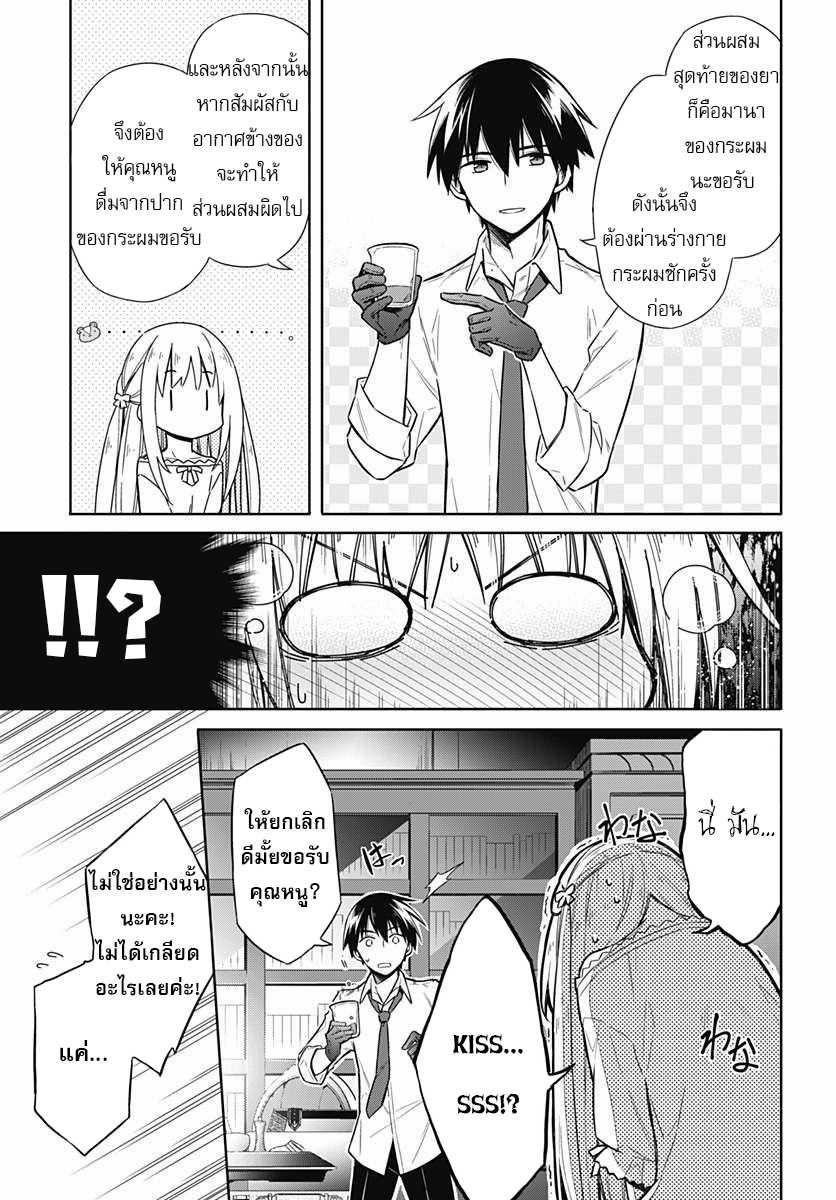 ส่วนผสม
สุดท้ายของยา
ก็คือมานา
ของกระผม
นะขอรับ
ดังนั้นจึง
ต้องผ่านร่างกาย
กระผมซักครั้ง
ก่อน
และหลังจากนั้น
หากสัมผัสกับ
อากาศข้างของ
จะทำให้
ส่วนผสมผิดไป
จึงต้อง
ให้คุณหนู
ดื่มจากปาก
ของกระผมขอรับ
!!?
นี่ มัน...
わな
わな
KISS...
SSS!?
はっ
ให้ยกเลิก
ดีมั้ยขอรับ
คุณหนู?
ไม่ใช่อย่างนั้น
นะคะ!
ไม่ได้เกลียด
อะไรเลยค่ะ!
แค่...